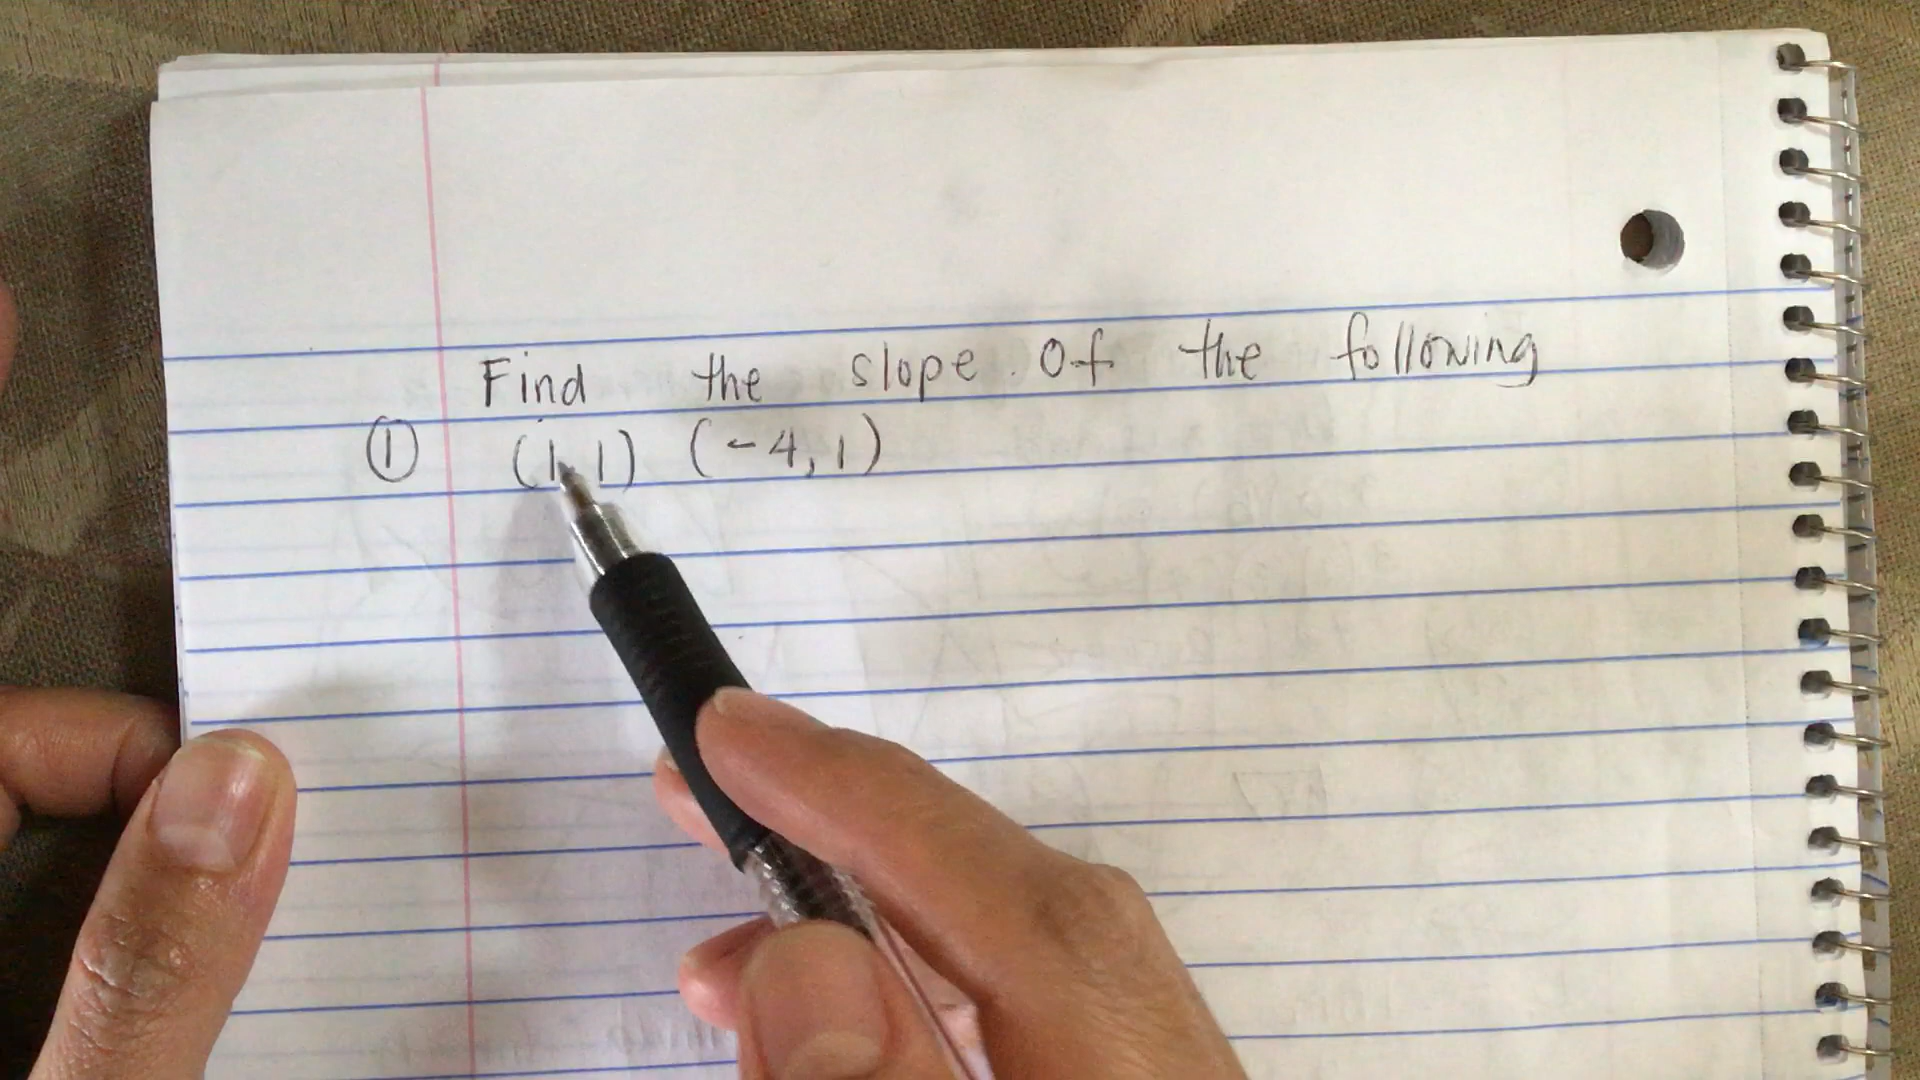 Find the slope of the following
① (1,1) (-4,1)